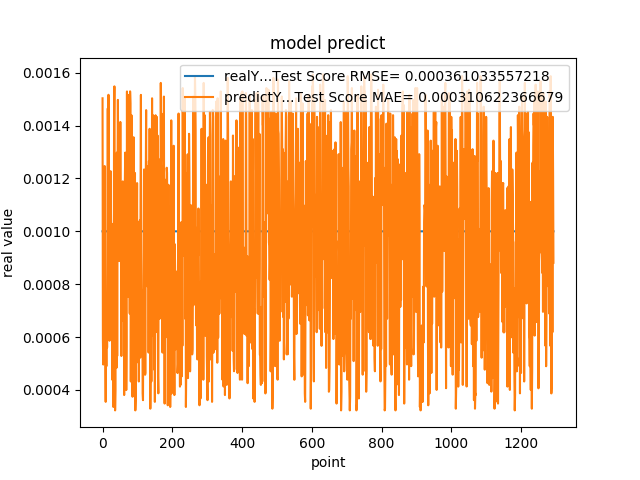 model predict
realY...Test Score RMSE= 0.000361033557218
predictY...Test Score MAE= 0.000310622366679
0.0016
0.0014
0.0012
0.0010
0.0008
0.0006
0.0004
real value
0 200 400 600 800 1000 1200
point